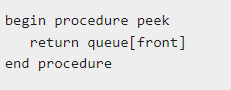 begin procedure peek
   return queue[front]
end procedure